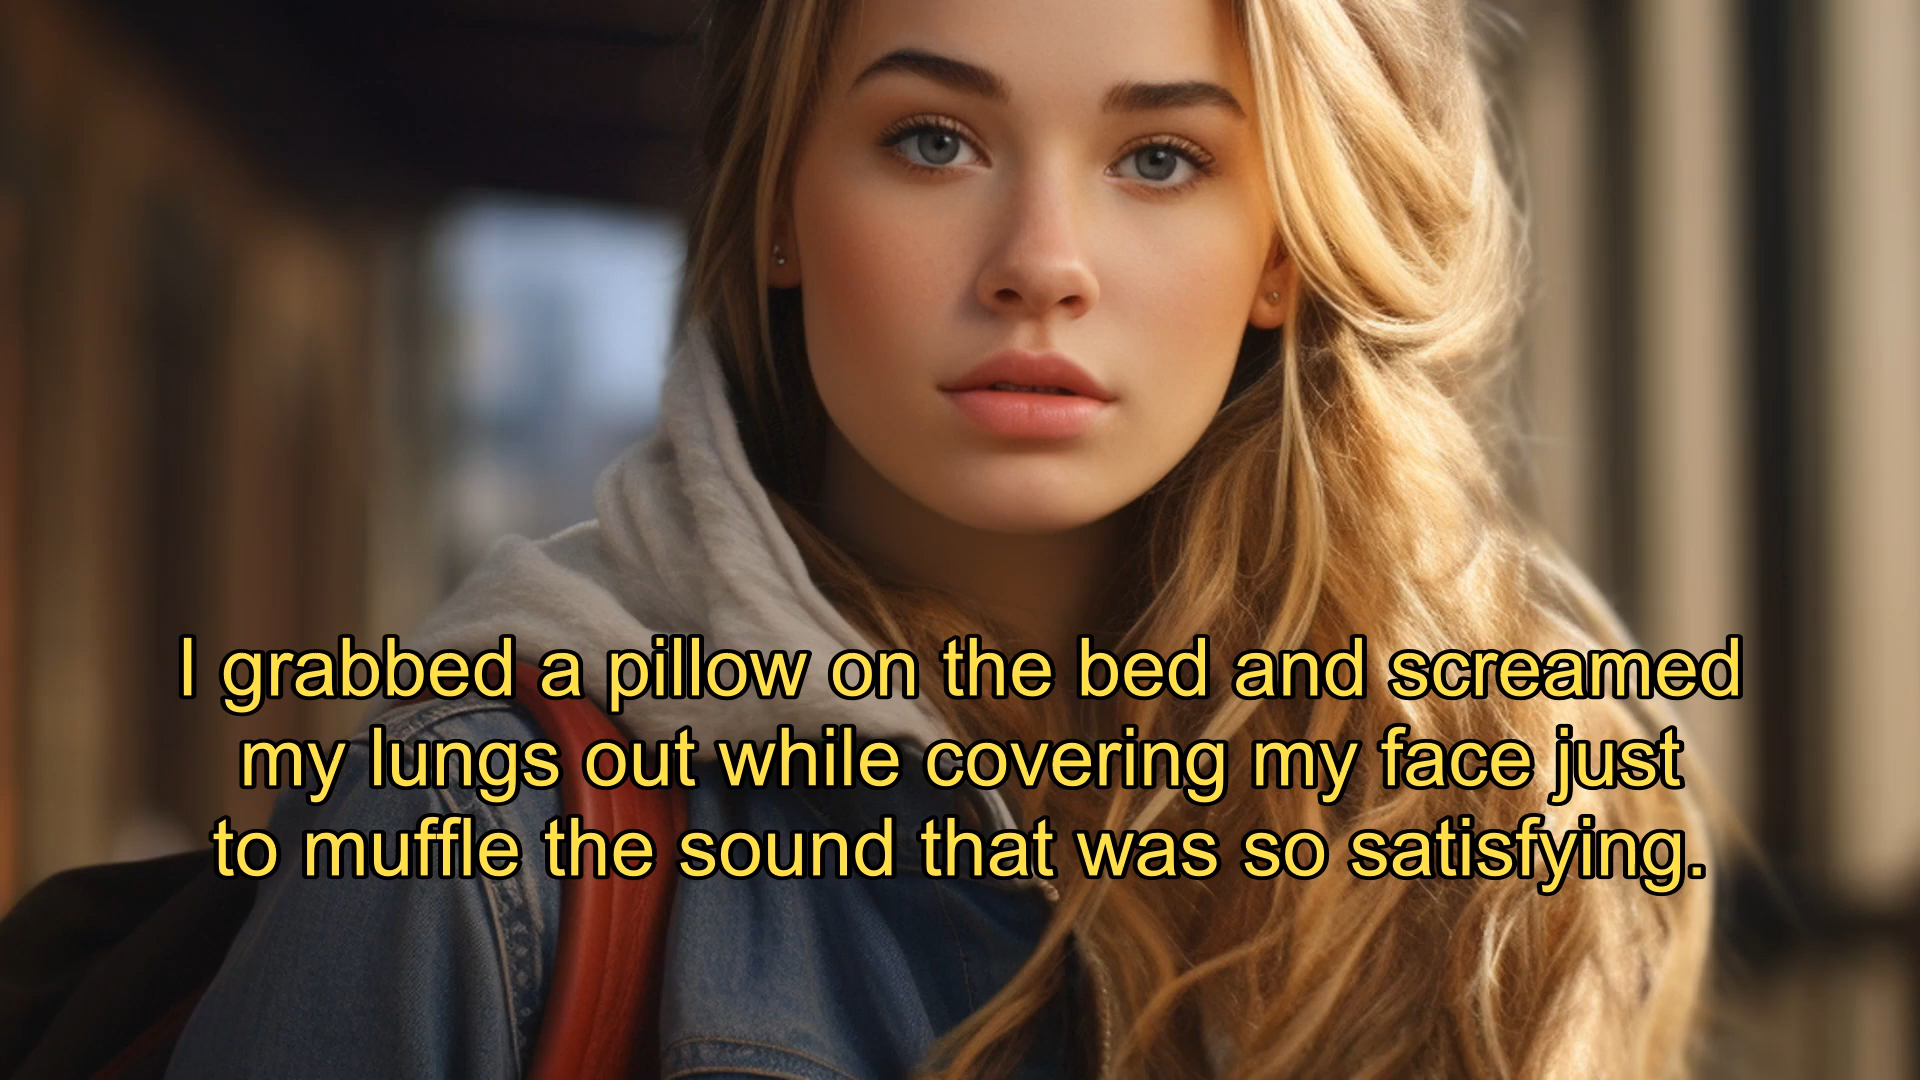 I grabbed a pillow on the bed and screamed
my lungs out while covering my face just
to muffle the sound that was so satisfying.